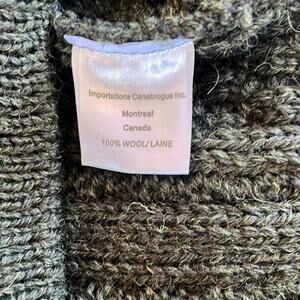 Importations Canabrogue Inc.
Montreal
Canada
100% WOOL/LAINE